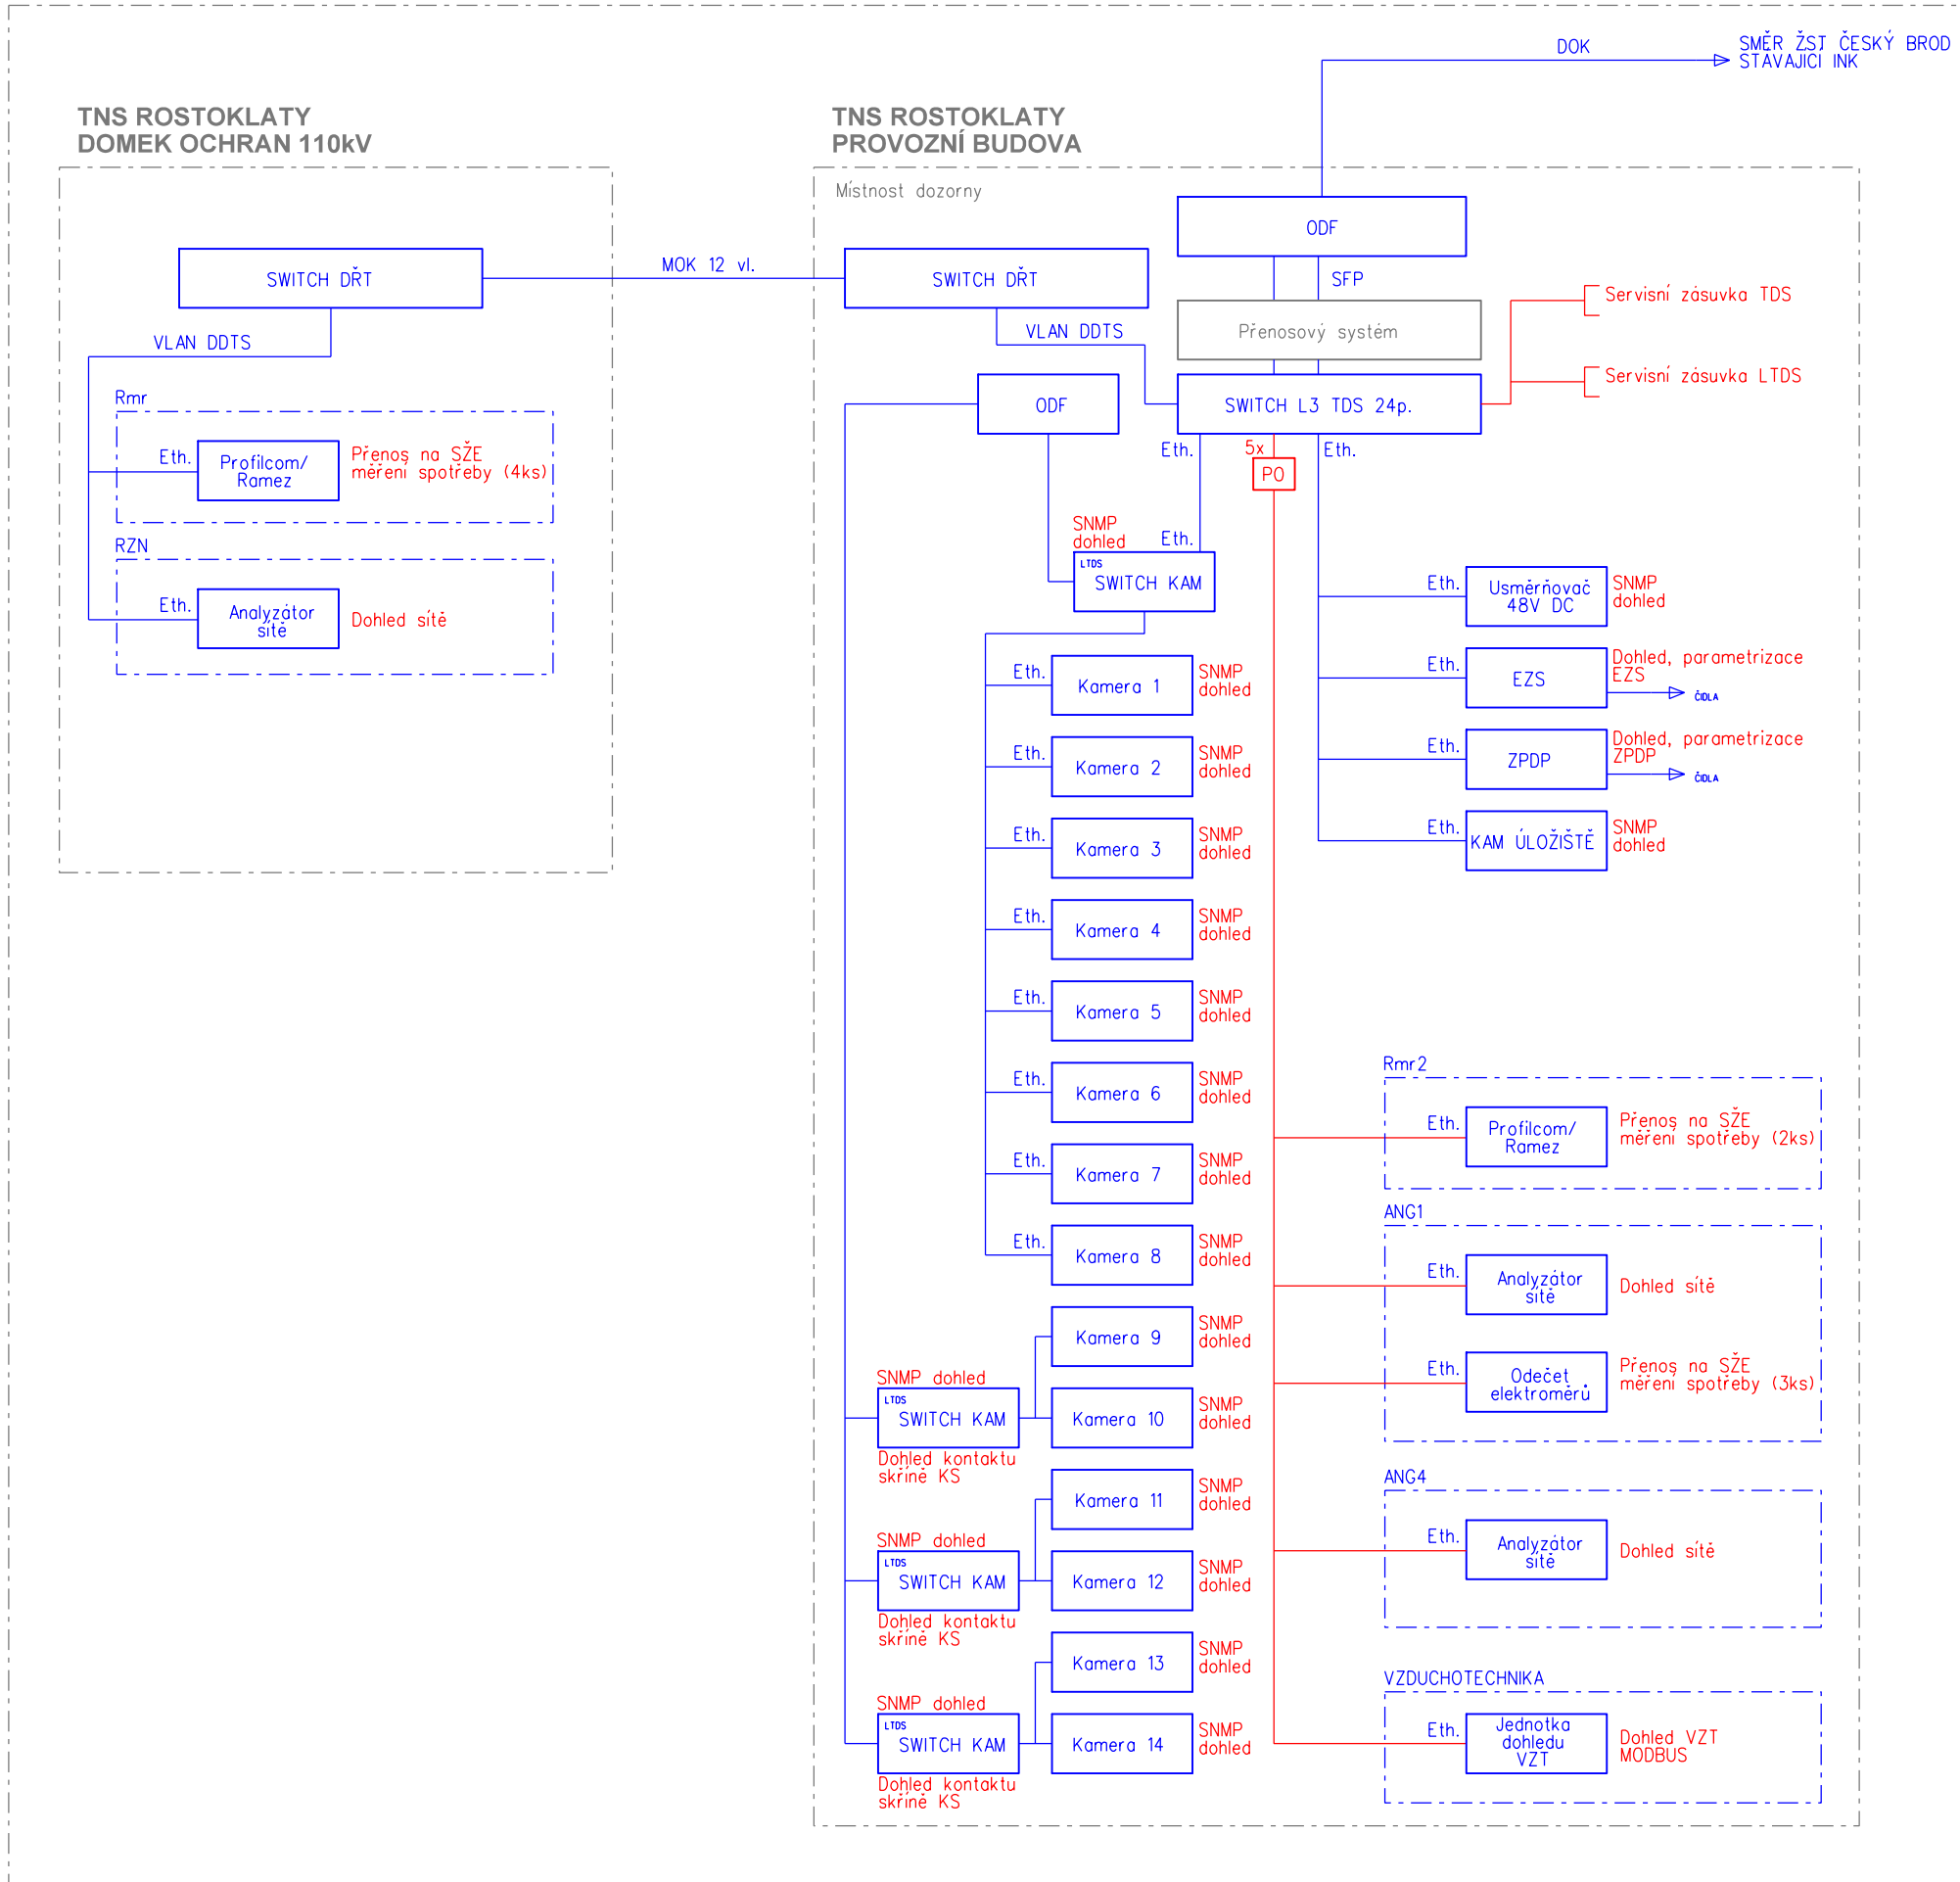 DOK
SMĚR ŽST ČESKÝ BROD
STÁVAJÍCÍ INK
TNS ROSTOKLATY
DOMEK OCHRAN 110kV
SWITCH DŘT
MOK 12 vl.
VLAN DDTS
Rmr
Eth.
Profilcom/
Ramez
Přenos na SŽE
měření spotřeby (4ks)
RZN
Eth.
Analyzátor
sítě
Dohled sítě
TNS ROSTOKLATY
PROVOZNÍ BUDOVA
Místnost dozorny
ODF
SWITCH DŘT
SFP
VLAN DDTS
Přenosový systém
Servisní zásuvka TDS
Servisní zásuvka LTDS
ODF
SWITCH L3 TDS 24p.
Eth.
5x
Eth.
PO
SNMP
dohled
Eth.
LTDS
SWITCH KAM
Eth.
Usměrňovač
48V DC
SNMP
dohled
Eth.
EZS
Dohled, parametrizace
EZS
ČIDLA
Eth.
ZPDP
Dohled, parametrizace
ZPDP
ČIDLA
Eth.
KAM ÚLOŽIŠTĚ
SNMP
dohled
Eth.
Kamera 1
SNMP
dohled
Eth.
Kamera 2
SNMP
dohled
Eth.
Kamera 3
SNMP
dohled
Eth.
Kamera 4
SNMP
dohled
Eth.
Kamera 5
SNMP
dohled
Eth.
Kamera 6
SNMP
dohled
Eth.
Kamera 7
SNMP
dohled
Eth.
Kamera 8
SNMP
dohled
Kamera 9
SNMP
dohled
SNMP dohled
LTDS
SWITCH KAM
Dohled kontaktu
skříně KS
Kamera 10
SNMP
dohled
Kamera 11
SNMP
dohled
SNMP dohled
LTDS
SWITCH KAM
Dohled kontaktu
skříně KS
Kamera 12
SNMP
dohled
Kamera 13
SNMP
dohled
SNMP dohled
LTDS
SWITCH KAM
Dohled kontaktu
skříně KS
Kamera 14
SNMP
dohled
Rmr2
Eth.
Profilcom/
Ramez
Přenos na SŽE
měření spotřeby (2ks)
ANG1
Eth.
Analyzátor
sítě
Dohled sítě
Eth.
Odečet
elektroměrů
Přenos na SŽE
měření spotřeby (3ks)
ANG4
Eth.
Analyzátor
sítě
Dohled sítě
VZDUCHOTECHNIKA
Eth.
Jednotka
dohledu
VZT
Dohled VZT
MODBUS